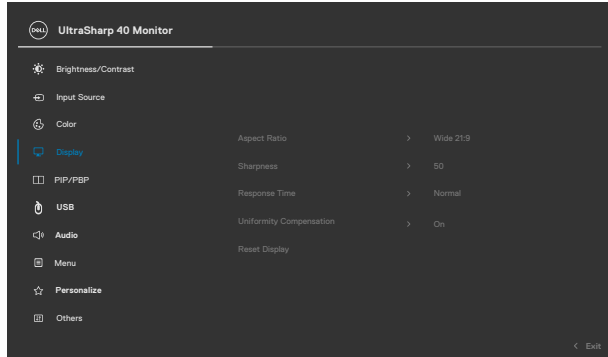 DELL UltraSharp 40 Monitor
Brightness/Contrast
Input Source
Color
Display
PIP/PBP
USB
Audio
Menu
Personalize
Others
Aspect Ratio > Wide 21:9
Sharpness > 50
Response Time > Normal
Uniformity Compensation > On
Reset Display
< Exit